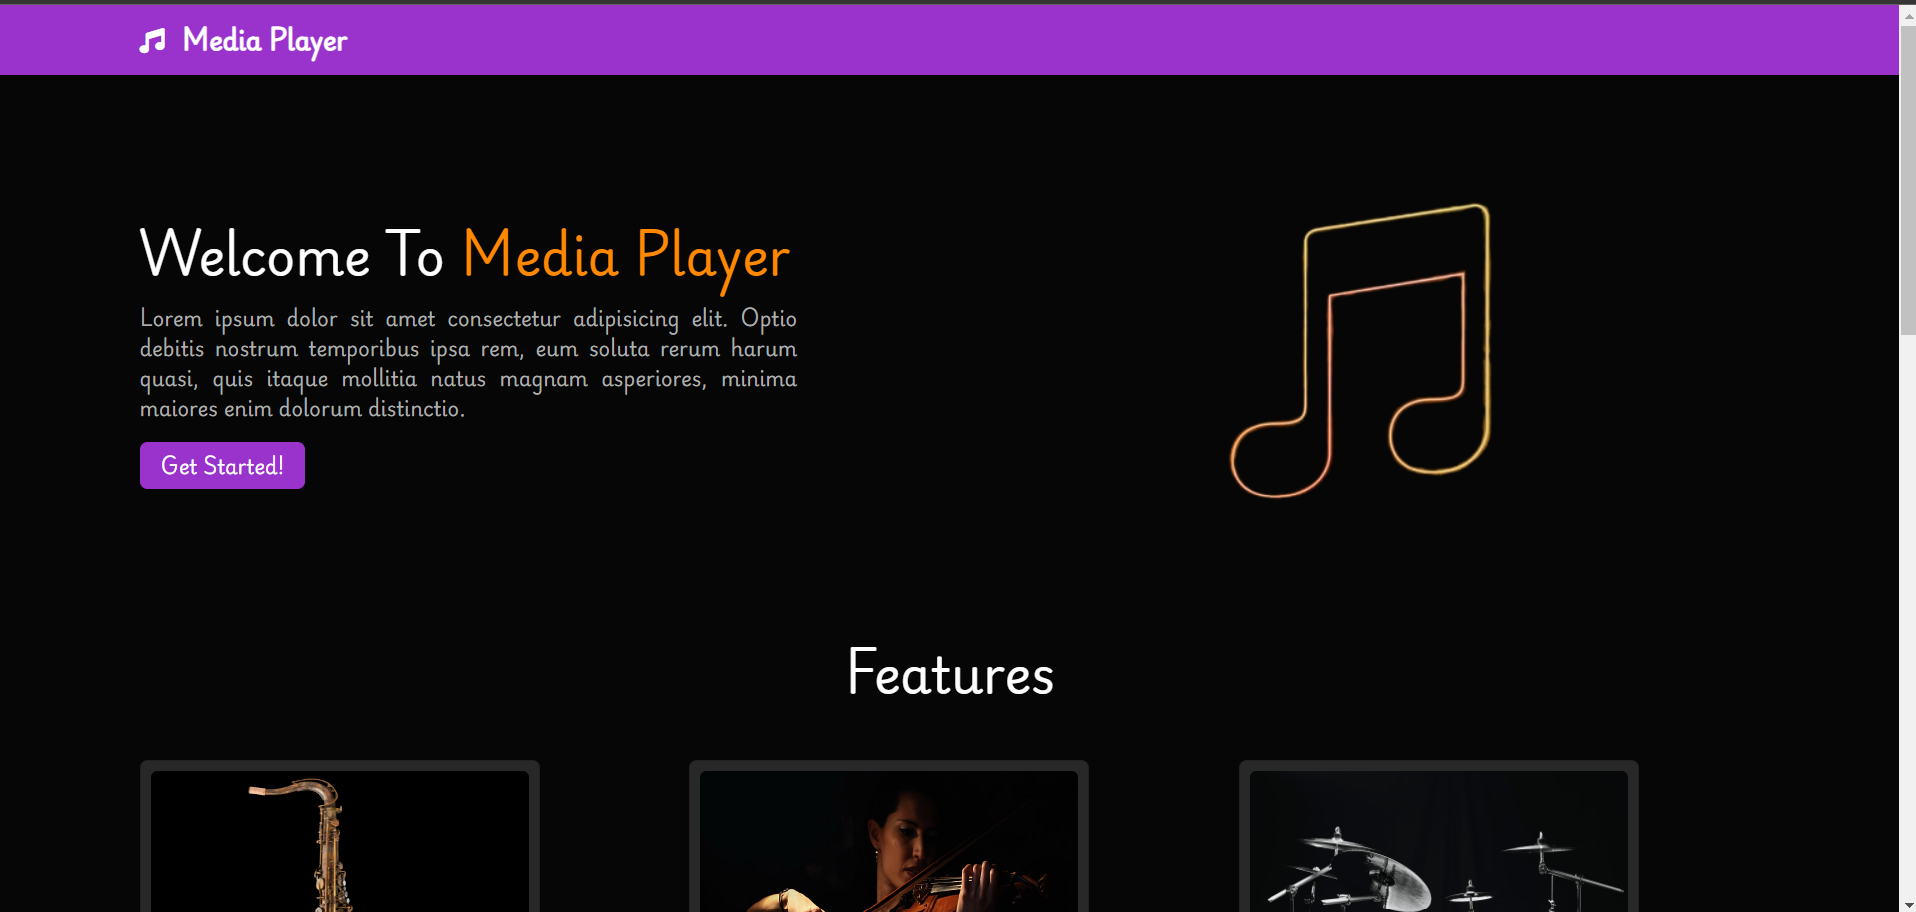 Media Player
Welcome To Media Player
Lorem ipsum dolor sit amet consectetur adipisicing elit. Optio
debitis nostrum temporibus ipsa rem, eum soluta rerum harum
quasi, quis itaque mollitia natus magnam asperiores, minima
maiores enim dolorum distinctio.
Get Started!
Features